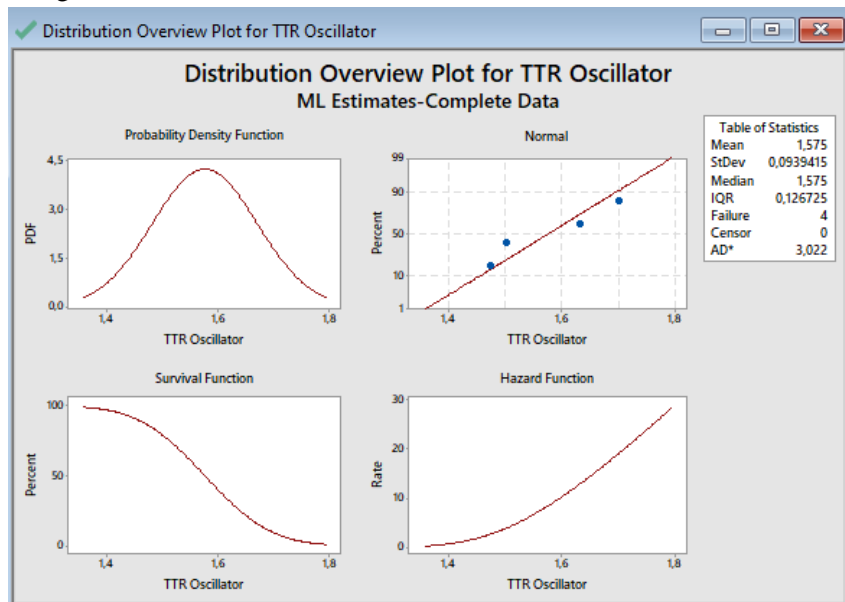 Distribution Overview Plot for TTR Oscillator
Distribution Overview Plot for TTR Oscillator
ML Estimates-Complete Data
Probability Density Function
4,5
3,0
1,5
0,0
PDF
1,4 1,6 1,8
TTR Oscillator
Normal
99
90
50
10
1
Percent
1,4 1,6 1,8
TTR Oscillator
Table of Statistics
Mean 1,575
StDev 0,0939415
Median 1,575
IQR 0,126725
Failure 4
Censor 0
AD* 3,022
Survival Function
100
50
0
Percent
1,4 1,6 1,8
TTR Oscillator
Hazard Function
30
20
10
0
Rate
1,4 1,6 1,8
TTR Oscillator